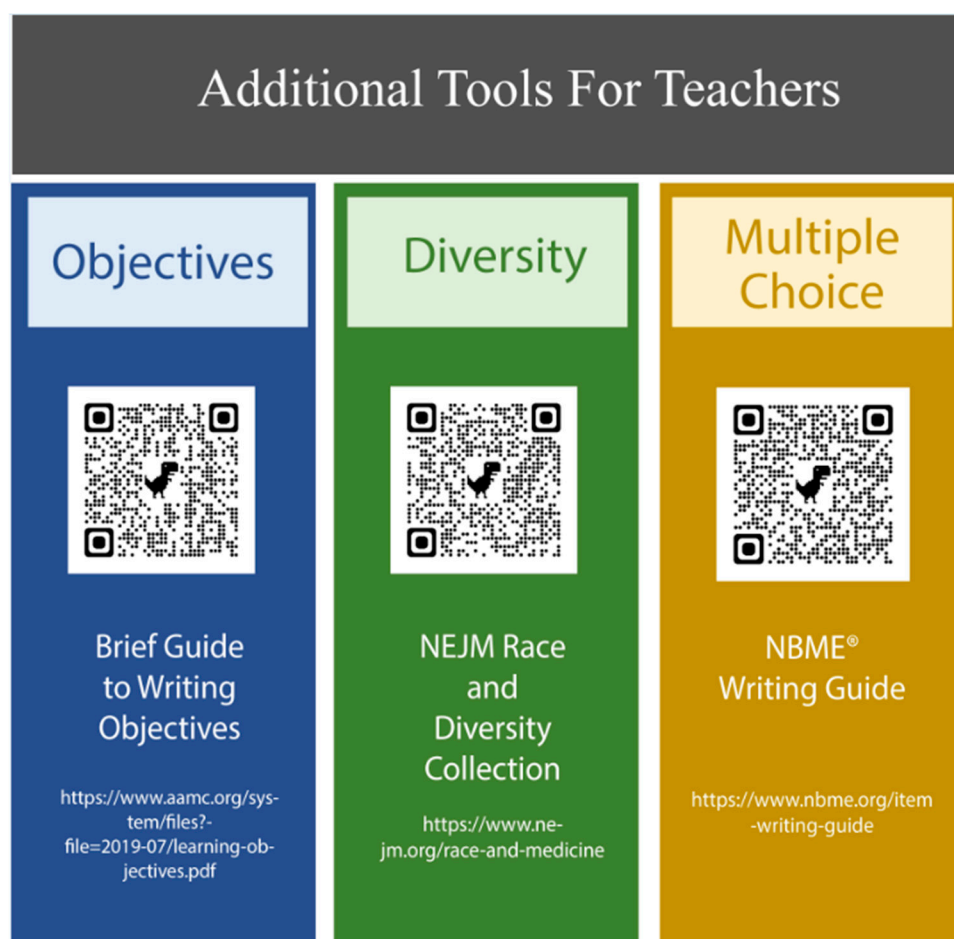 Additional Tools For Teachers
Objectives
Brief Guide
to Writing
Objectives
https://www.aamc.org/sys-
tem/files?-
file=2019-07/learning-ob-
jectives.pdf
Diversity
NEJM Race
and
Diversity
Collection
https://www.ne-
jm.org/race-and-medicine
Multiple
Choice
NBME®
Writing Guide
https://www.nbme.org/item
-writing-guide